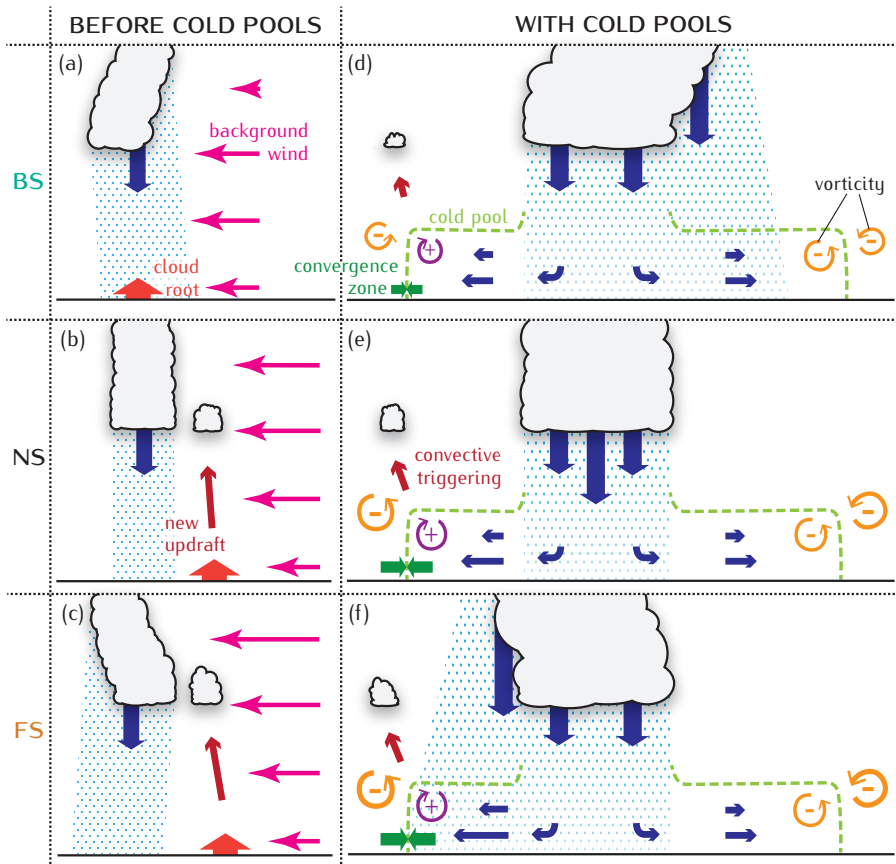 BEFORE COLD POOLS
WITH COLD POOLS
BS
(a)
background
wind
cloud
root
(d)
cold pool
convergence
zone
+
-
-
-
vorticity
NS
(b)
new
updraft
(e)
convective
triggering
-
+
-
-
FS
(c)
(f)
-
+
-
-